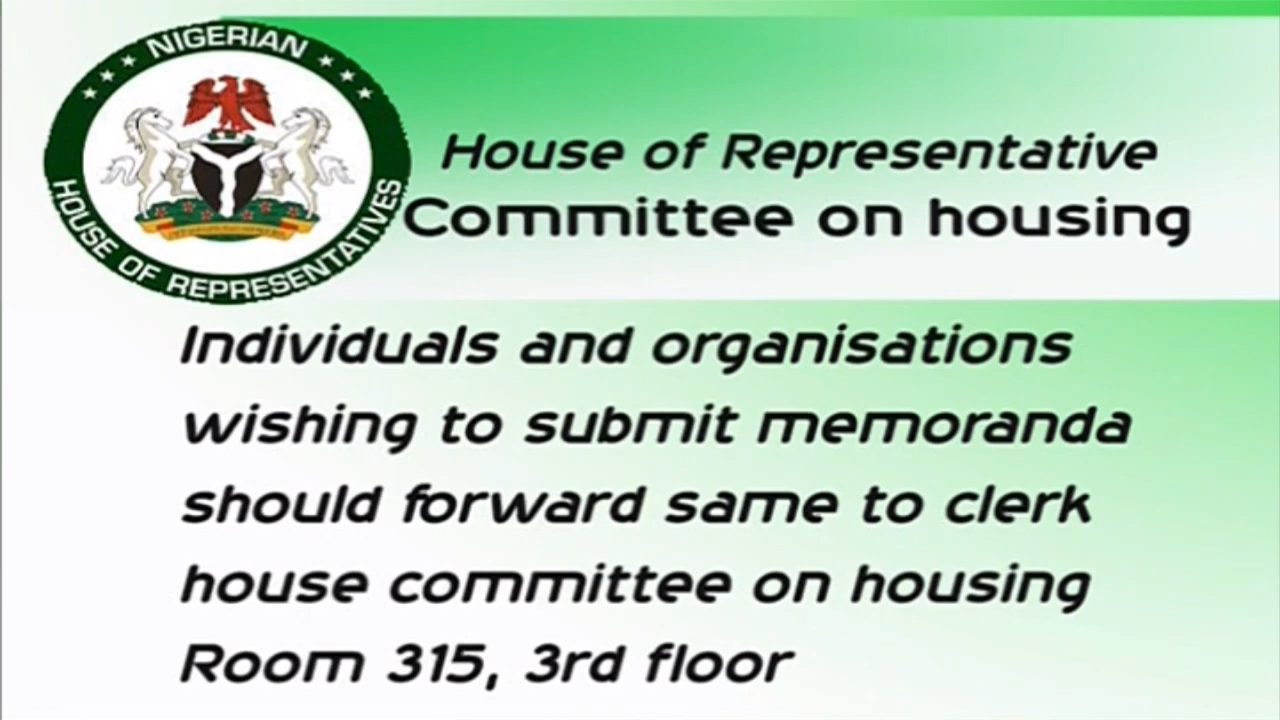 NIGERIAN
HOUSE OF REPRESENTATIVES
House of Representative
Committee on housing
Individuals and organisations
wishing to submit memoranda
should forward same to clerk
house committee on housing
Room 315, 3rd floor